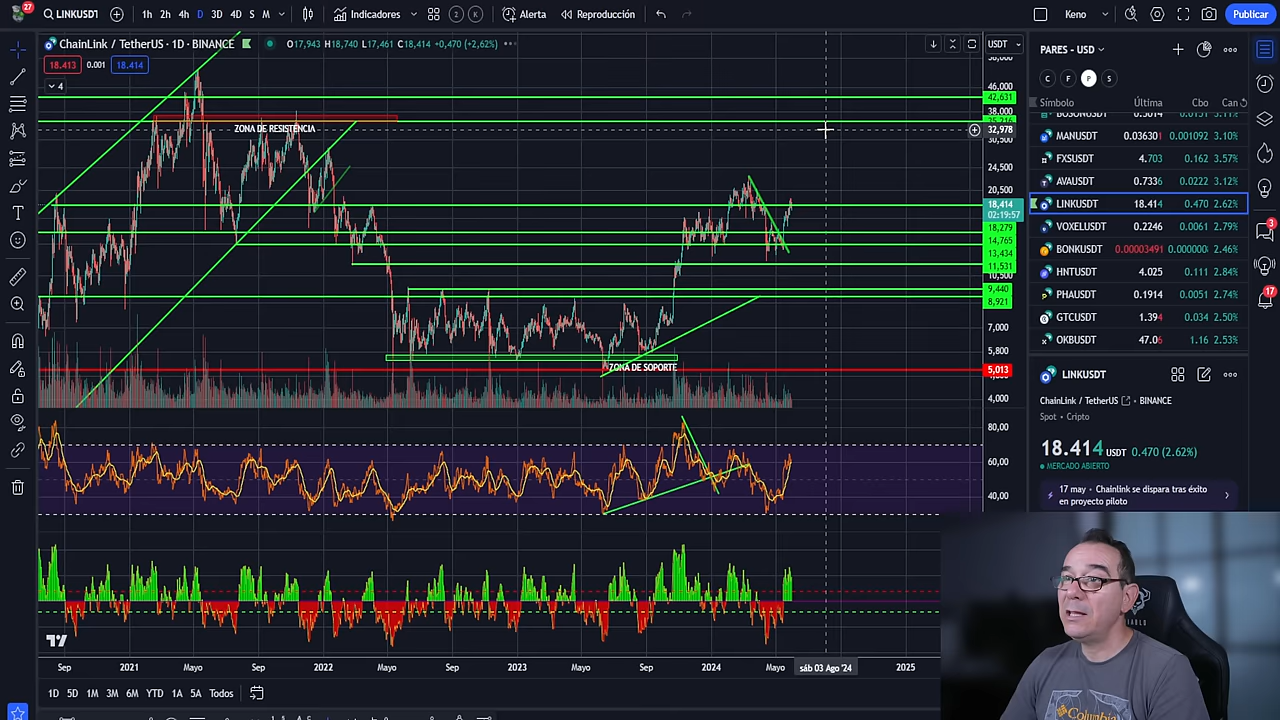 27
LINKUSDT
1h 2h 4h D 3D 4D S M
Indicadores
2
K
Alerta
Reproducción
Keno
Publicar
ChainLink / TetherUS · 1D · BINANCE
O17,943 H18,740 L17,461 C18,414 +0,470 (+2,62%)
USDT
18.413
0.001
18.414
4
46,000
42,631
38,000
32,978
30,500
24,500
20,500
18,414
02:19:57
18,279
14,765
13,434
11,531
10,500
9,440
8,921
7,000
5,800
5,013
4,000
80,00
60,00
40,00
ZONA DE RESISTENCIA
ZONA DE SOPORTE
Sep 2021 Mayo Sep 2022 Mayo Sep 2023 Mayo Sep 2024 Mayo sáb 03 Ago '24 2025
1D 5D 1M 3M 6M YTD 1A 5A Todos
PARES - USD
C F P S
Símbolo Última Cbo Can
MANUSDT 0.03630 0.001092 3.10%
FXSUSDT 4.703 0.162 3.57%
AVAUSDT 0.7336 0.0222 3.12%
LINKUSDT 18.414 0.470 2.62%
VOXELUSDT 0.2246 0.0061 2.79%
BONKUSDT 0.00003491 0.000000 2.46%
HNTUSDT 4.025 0.111 2.84%
PHAUSDT 0.1914 0.0051 2.74%
GTCUSDT 1.394 0.034 2.50%
OKBUSDT 47.06 1.16 2.53%
LINKUSDT
ChainLink / TetherUS · BINANCE
Spot · Cripto
18.414 USDT 0.470 (2.62%)
MERCADO ABIERTO
17 may · Chainlink se dispara tras éxito
en proyecto piloto
3
17
DIABLO
Columbia